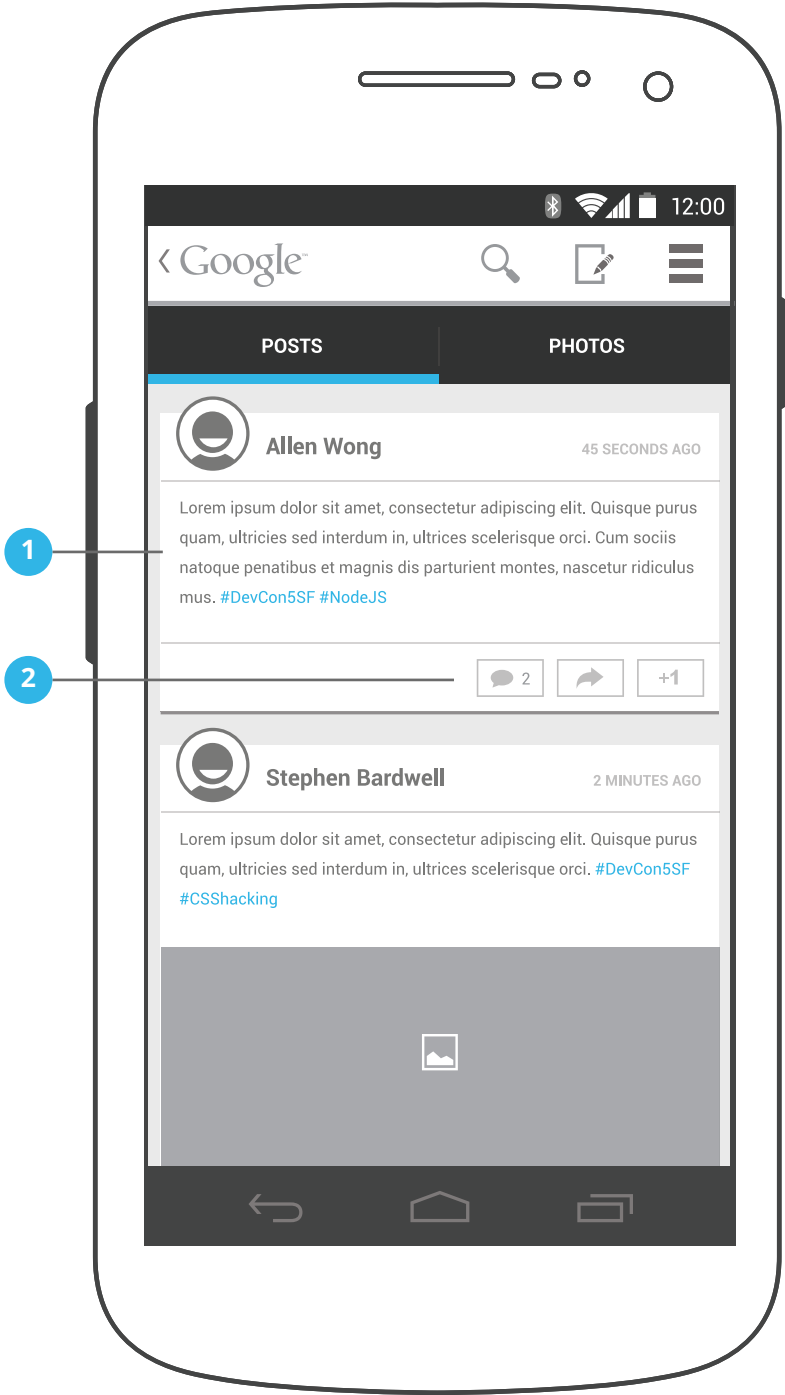 12:00
Google
POSTS PHOTOS
Allen Wong 45 SECONDS AGO
Lorem ipsum dolor sit amet, consectetur adipiscing elit. Quisque purus
quam, ultricies sed interdum in, ultrices scelerisque orci. Cum sociis
1
natoque penatibus et magnis dis parturient montes, nascetur ridiculus
mus. #DevCon5SF #NodeJS
2 2 +1
Stephen Bardwell 2 MINUTES AGO
Lorem ipsum dolor sit amet, consectetur adipiscing elit. Quisque purus
quam, ultricies sed interdum in, ultrices scelerisque orci. #DevCon5SF
#CSShacking